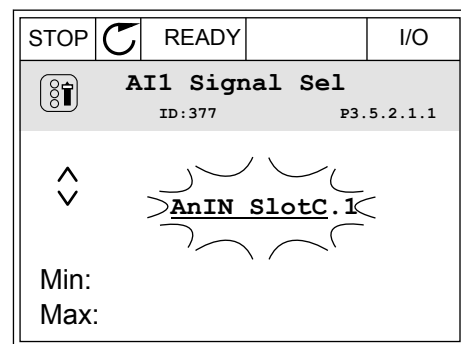 STOP READY I/O
AI1 Signal Sel
ID:377 P3.5.2.1.1
AnIN SlotC.1
Min:
Max: